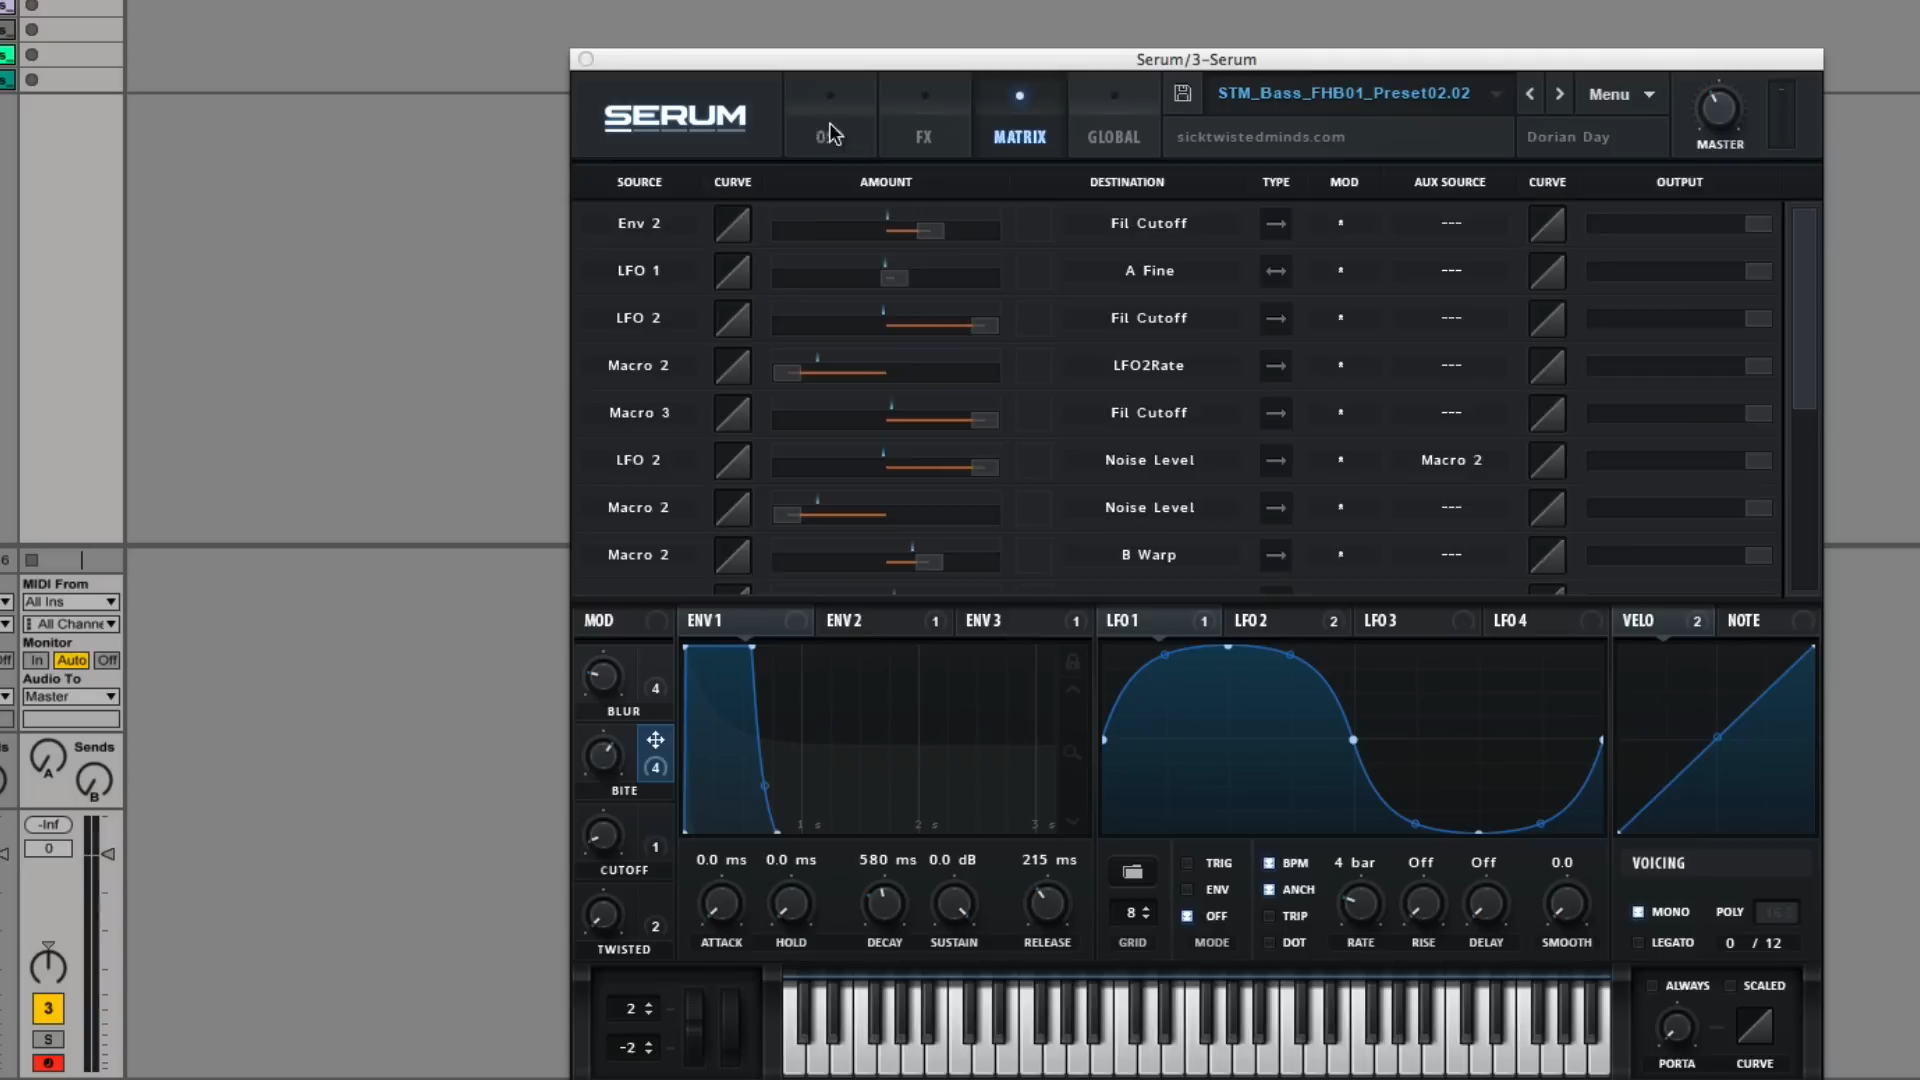 Serum/3-Serum
SERUM
FX
MATRIX
GLOBAL
STM_Bass_FHB01_Preset02.02
Menu
sicktwistedminds.com
Dorian Day
MASTER
SOURCE CURVE AMOUNT DESTINATION TYPE MOD AUX SOURCE CURVE OUTPUT
Env 2 Fil Cutoff * ---
LFO 1 A Fine * ---
LFO 2 Fil Cutoff * ---
Macro 2 LFO2Rate * ---
Macro 3 Fil Cutoff * ---
LFO 2 Noise Level * Macro 2
Macro 2 Noise Level * ---
Macro 2 B Warp * ---
6
MIDI From
All Ins
All Channe
Monitor
In Auto Off
Audio To
Master
Sends
A
B
-Inf
0
3
S
MOD ENV 1 ENV 2 1 ENV 3 1 LFO 1 1 LFO 2 2 LFO 3 LFO 4 VELO 2 NOTE
4
BLUR
4
BITE
1
CUTOFF
2
TWISTED
1 s 2 s 3 s
0.0 ms 0.0 ms 580 ms 0.0 dB 215 ms
ATTACK HOLD DECAY SUSTAIN RELEASE
8
GRID
TRIG
ENV
OFF
MODE
BPM
ANCH
TRIP
DOT
4 bar Off Off 0.0
RATE RISE DELAY SMOOTH
VOICING
MONO POLY
LEGATO 0 / 12
2
-2
ALWAYS SCALED
PORTA CURVE